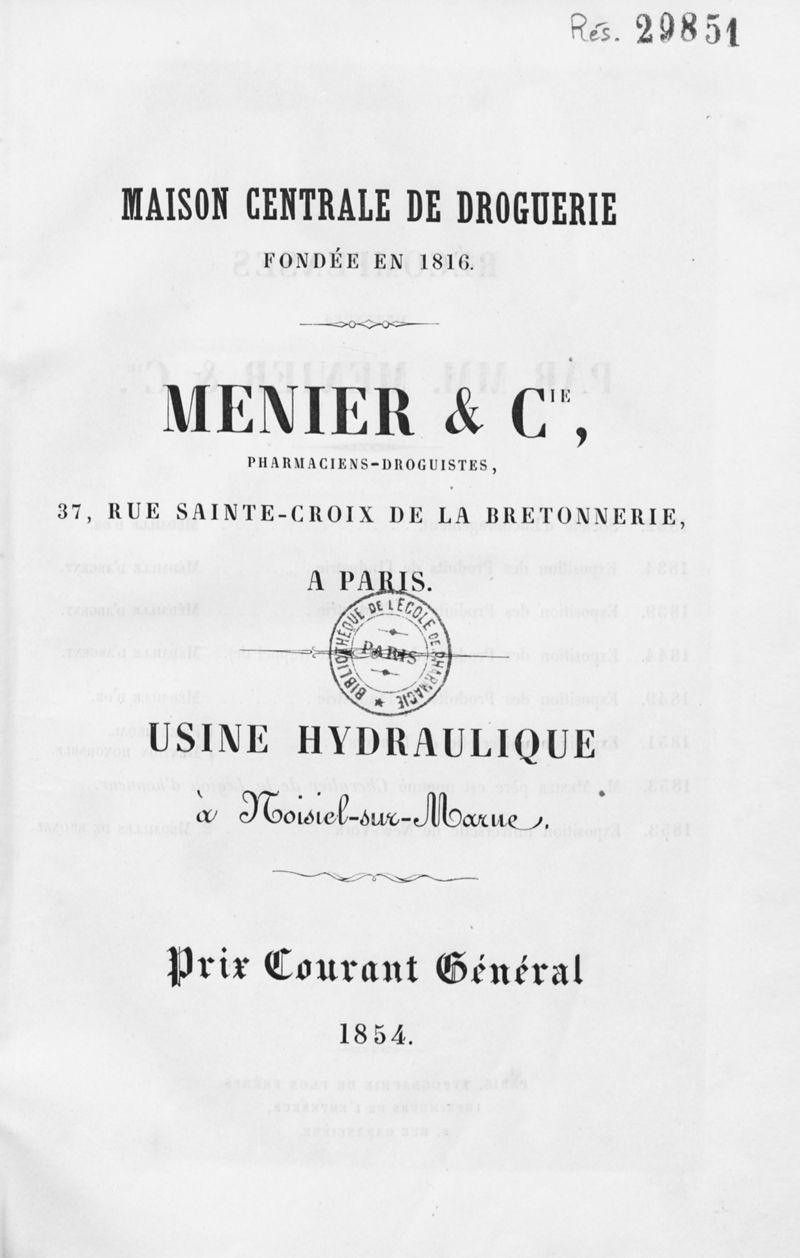 Rés. 29851
MAISON CENTRALE DE DROGUERIE
FONDÉE EN 1816.
MENIER & CIE,
PHARMACIENS-DROGUISTES,
37, RUE SAINTE-CROIX DE LA BRETONNERIE,
A PARIS.
BIBLIOTHÈQUE DE L'ÉCOLE DE PHARMACIE
PARIS
USINE HYDRAULIQUE
à Noisiel-sur-Marne,
Prix Courant Général
1854.